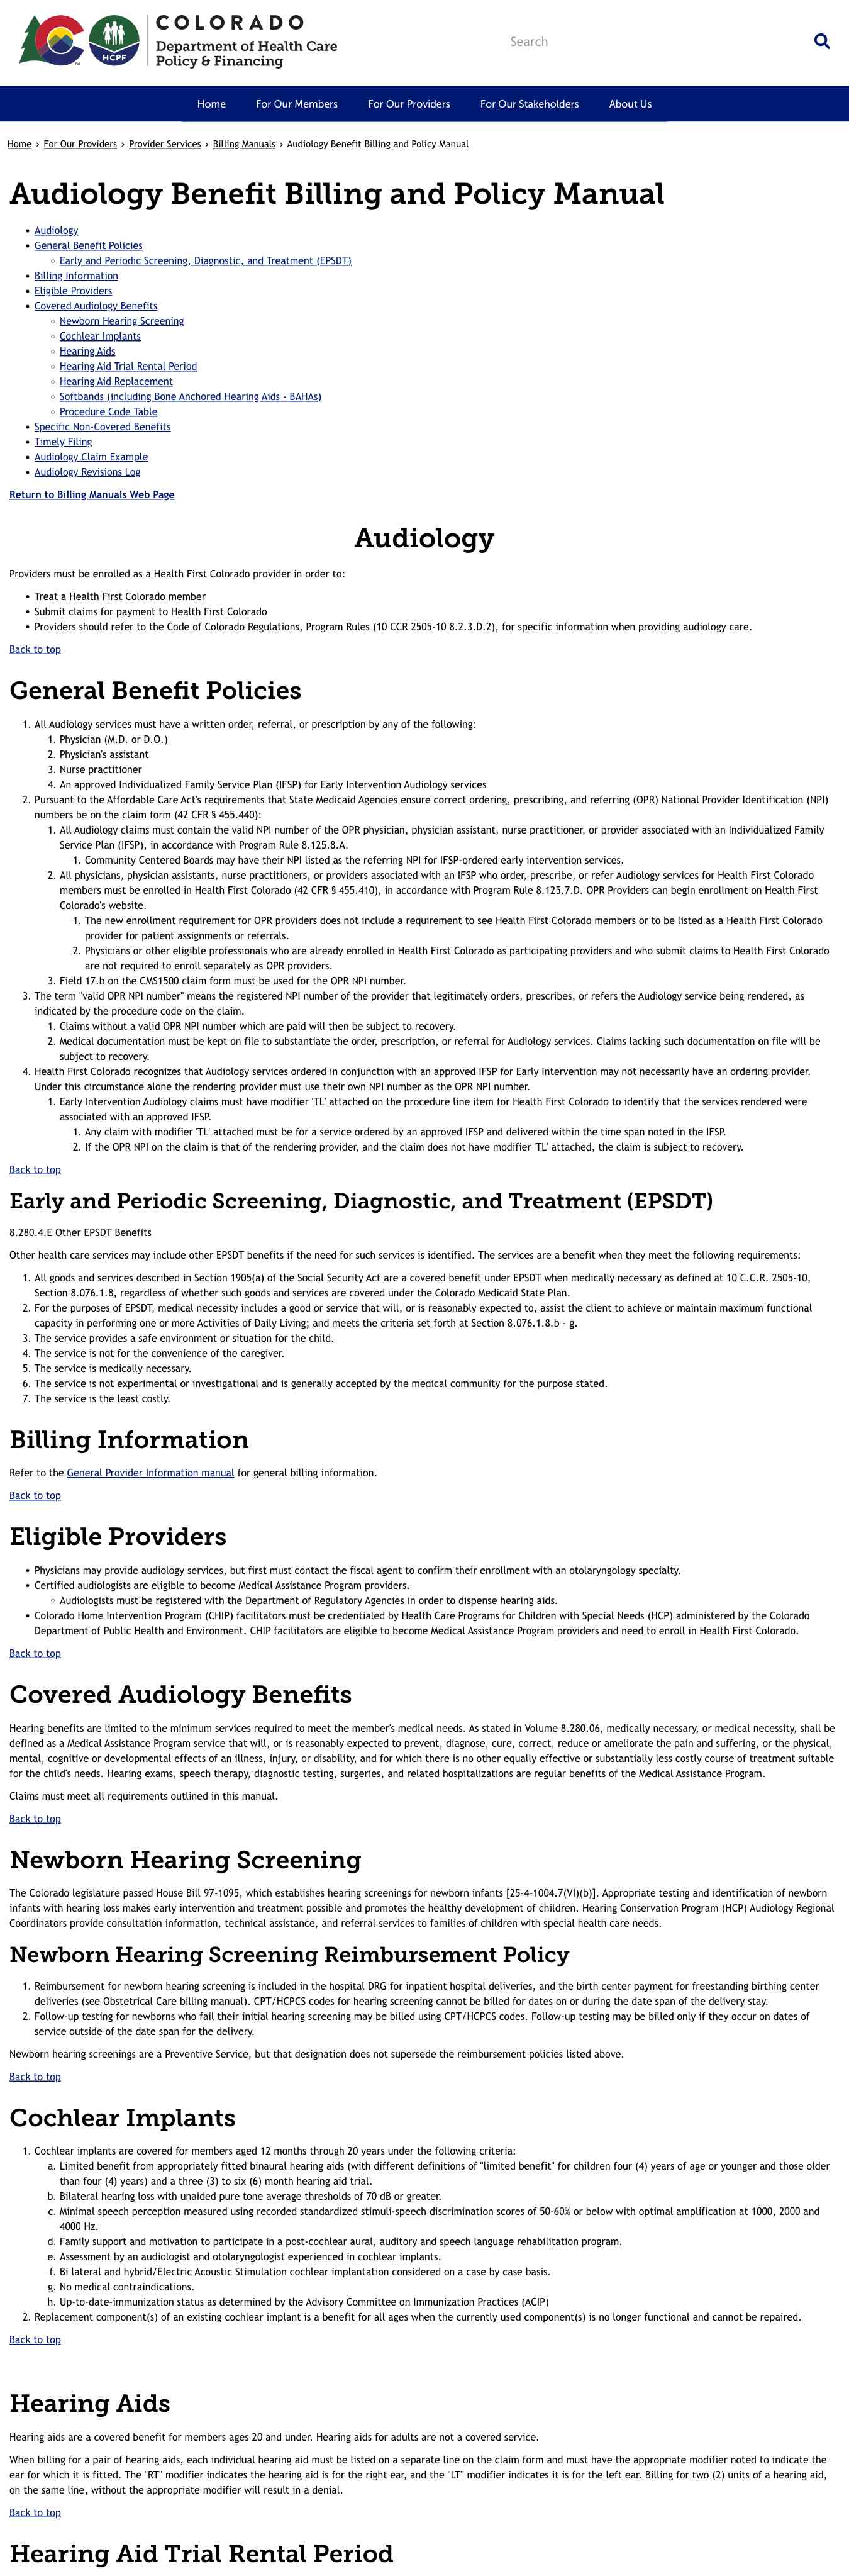 COLORADO
Department of Health Care
Policy & Financing
HCPF
TM
Search
Home
For Our Members
For Our Providers
For Our Stakeholders
About Us
Home › For Our Providers › Provider Services › Billing Manuals › Audiology Benefit Billing and Policy Manual
Audiology Benefit Billing and Policy Manual
• Audiology
• General Benefit Policies
○ Early and Periodic Screening, Diagnostic, and Treatment (EPSDT)
• Billing Information
• Eligible Providers
• Covered Audiology Benefits
○ Newborn Hearing Screening
○ Cochlear Implants
○ Hearing Aids
○ Hearing Aid Trial Rental Period
○ Hearing Aid Replacement
○ Softbands (including Bone Anchored Hearing Aids - BAHAs)
○ Procedure Code Table
• Specific Non-Covered Benefits
• Timely Filing
• Audiology Claim Example
• Audiology Revisions Log
Return to Billing Manuals Web Page
Audiology
Providers must be enrolled as a Health First Colorado provider in order to:
• Treat a Health First Colorado member
• Submit claims for payment to Health First Colorado
• Providers should refer to the Code of Colorado Regulations, Program Rules (10 CCR 2505-10 8.2.3.D.2), for specific information when providing audiology care.
Back to top
General Benefit Policies
1. All Audiology services must have a written order, referral, or prescription by any of the following:
1. Physician (M.D. or D.O.)
2. Physician's assistant
3. Nurse practitioner
4. An approved Individualized Family Service Plan (IFSP) for Early Intervention Audiology services
2. Pursuant to the Affordable Care Act's requirements that State Medicaid Agencies ensure correct ordering, prescribing, and referring (OPR) National Provider Identification (NPI)
numbers be on the claim form (42 CFR § 455.440):
1. All Audiology claims must contain the valid NPI number of the OPR physician, physician assistant, nurse practitioner, or provider associated with an Individualized Family
Service Plan (IFSP), in accordance with Program Rule 8.125.8.A.
1. Community Centered Boards may have their NPI listed as the referring NPI for IFSP-ordered early intervention services.
2. All physicians, physician assistants, nurse practitioners, or providers associated with an IFSP who order, prescribe, or refer Audiology services for Health First Colorado
members must be enrolled in Health First Colorado (42 CFR § 455.410), in accordance with Program Rule 8.125.7.D. OPR Providers can begin enrollment on Health First
Colorado's website.
1. The new enrollment requirement for OPR providers does not include a requirement to see Health First Colorado members or to be listed as a Health First Colorado
provider for patient assignments or referrals.
2. Physicians or other eligible professionals who are already enrolled in Health First Colorado as participating providers and who submit claims to Health First Colorado
are not required to enroll separately as OPR providers.
3. Field 17.b on the CMS1500 claim form must be used for the OPR NPI number.
3. The term "valid OPR NPI number" means the registered NPI number of the provider that legitimately orders, prescribes, or refers the Audiology service being rendered, as
indicated by the procedure code on the claim.
1. Claims without a valid OPR NPI number which are paid will then be subject to recovery.
2. Medical documentation must be kept on file to substantiate the order, prescription, or referral for Audiology services. Claims lacking such documentation on file will be
subject to recovery.
4. Health First Colorado recognizes that Audiology services ordered in conjunction with an approved IFSP for Early Intervention may not necessarily have an ordering provider.
Under this circumstance alone the rendering provider must use their own NPI number as the OPR NPI number.
1. Early Intervention Audiology claims must have modifier 'TL' attached on the procedure line item for Health First Colorado to identify that the services rendered were
associated with an approved IFSP.
1. Any claim with modifier 'TL' attached must be for a service ordered by an approved IFSP and delivered within the time span noted in the IFSP.
2. If the OPR NPI on the claim is that of the rendering provider, and the claim does not have modifier 'TL' attached, the claim is subject to recovery.
Back to top
Early and Periodic Screening, Diagnostic, and Treatment (EPSDT)
8.280.4.E Other EPSDT Benefits
Other health care services may include other EPSDT benefits if the need for such services is identified. The services are a benefit when they meet the following requirements:
1. All goods and services described in Section 1905(a) of the Social Security Act are a covered benefit under EPSDT when medically necessary as defined at 10 C.C.R. 2505-10,
Section 8.076.1.8, regardless of whether such goods and services are covered under the Colorado Medicaid State Plan.
2. For the purposes of EPSDT, medical necessity includes a good or service that will, or is reasonably expected to, assist the client to achieve or maintain maximum functional
capacity in performing one or more Activities of Daily Living; and meets the criteria set forth at Section 8.076.1.8.b - g.
3. The service provides a safe environment or situation for the child.
4. The service is not for the convenience of the caregiver.
5. The service is medically necessary.
6. The service is not experimental or investigational and is generally accepted by the medical community for the purpose stated.
7. The service is the least costly.
Billing Information
Refer to the General Provider Information manual for general billing information.
Back to top
Eligible Providers
• Physicians may provide audiology services, but first must contact the fiscal agent to confirm their enrollment with an otolaryngology specialty.
• Certified audiologists are eligible to become Medical Assistance Program providers.
○ Audiologists must be registered with the Department of Regulatory Agencies in order to dispense hearing aids.
• Colorado Home Intervention Program (CHIP) facilitators must be credentialed by Health Care Programs for Children with Special Needs (HCP) administered by the Colorado
Department of Public Health and Environment. CHIP facilitators are eligible to become Medical Assistance Program providers and need to enroll in Health First Colorado.
Back to top
Covered Audiology Benefits
Hearing benefits are limited to the minimum services required to meet the member's medical needs. As stated in Volume 8.280.06, medically necessary, or medical necessity, shall be
defined as a Medical Assistance Program service that will, or is reasonably expected to prevent, diagnose, cure, correct, reduce or ameliorate the pain and suffering, or the physical,
mental, cognitive or developmental effects of an illness, injury, or disability, and for which there is no other equally effective or substantially less costly course of treatment suitable
for the child's needs. Hearing exams, speech therapy, diagnostic testing, surgeries, and related hospitalizations are regular benefits of the Medical Assistance Program.
Claims must meet all requirements outlined in this manual.
Back to top
Newborn Hearing Screening
The Colorado legislature passed House Bill 97-1095, which establishes hearing screenings for newborn infants [25-4-1004.7(VI)(b)]. Appropriate testing and identification of newborn
infants with hearing loss makes early intervention and treatment possible and promotes the healthy development of children. Hearing Conservation Program (HCP) Audiology Regional
Coordinators provide consultation information, technical assistance, and referral services to families of children with special health care needs.
Newborn Hearing Screening Reimbursement Policy
1. Reimbursement for newborn hearing screening is included in the hospital DRG for inpatient hospital deliveries, and the birth center payment for freestanding birthing center
deliveries (see Obstetrical Care billing manual). CPT/HCPCS codes for hearing screening cannot be billed for dates on or during the date span of the delivery stay.
2. Follow-up testing for newborns who fail their initial hearing screening may be billed using CPT/HCPCS codes. Follow-up testing may be billed only if they occur on dates of
service outside of the date span for the delivery.
Newborn hearing screenings are a Preventive Service, but that designation does not supersede the reimbursement policies listed above.
Back to top
Cochlear Implants
1. Cochlear implants are covered for members aged 12 months through 20 years under the following criteria:
a. Limited benefit from appropriately fitted binaural hearing aids (with different definitions of "limited benefit" for children four (4) years of age or younger and those older
than four (4) years) and a three (3) to six (6) month hearing aid trial.
b. Bilateral hearing loss with unaided pure tone average thresholds of 70 dB or greater.
c. Minimal speech perception measured using recorded standardized stimuli-speech discrimination scores of 50-60% or below with optimal amplification at 1000, 2000 and
4000 Hz.
d. Family support and motivation to participate in a post-cochlear aural, auditory and speech language rehabilitation program.
e. Assessment by an audiologist and otolaryngologist experienced in cochlear implants.
f. Bi lateral and hybrid/Electric Acoustic Stimulation cochlear implantation considered on a case by case basis.
g. No medical contraindications.
h. Up-to-date-immunization status as determined by the Advisory Committee on Immunization Practices (ACIP)
2. Replacement component(s) of an existing cochlear implant is a benefit for all ages when the currently used component(s) is no longer functional and cannot be repaired.
Back to top
Hearing Aids
Hearing aids are a covered benefit for members ages 20 and under. Hearing aids for adults are not a covered service.
When billing for a pair of hearing aids, each individual hearing aid must be listed on a separate line on the claim form and must have the appropriate modifier noted to indicate the
ear for which it is fitted. The "RT" modifier indicates the hearing aid is for the right ear, and the "LT" modifier indicates it is for the left ear. Billing for two (2) units of a hearing aid,
on the same line, without the appropriate modifier will result in a denial.
Back to top
Hearing Aid Trial Rental Period